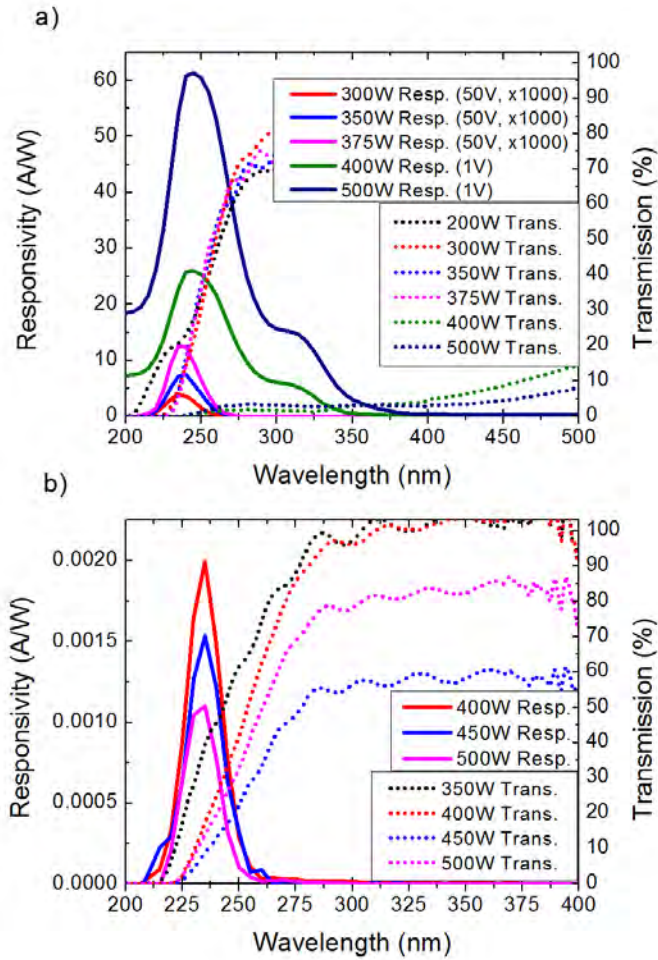 a)
60
50
40
30
20
10
0
Responsivity (A/W)
100
90
80
70
60
50
40
30
20
10
0
Transmission (%)
300W Resp. (50V, x1000)
350W Resp. (50V, x1000)
375W Resp. (50V, x1000)
400W Resp. (1V)
500W Resp. (1V)
200W Trans.
300W Trans.
350W Trans.
375W Trans.
400W Trans.
500W Trans.
200 250 300 350 400 450 500
Wavelength (nm)
b)
0.0020
0.0015
0.0010
0.0005
0.0000
Responsivity (A/W)
100
90
80
70
60
50
40
30
20
10
0
Transmission (%)
400W Resp.
450W Resp.
500W Resp.
350W Trans.
400W Trans.
450W Trans.
500W Trans.
200 225 250 275 300 325 350 375 400
Wavelength (nm)